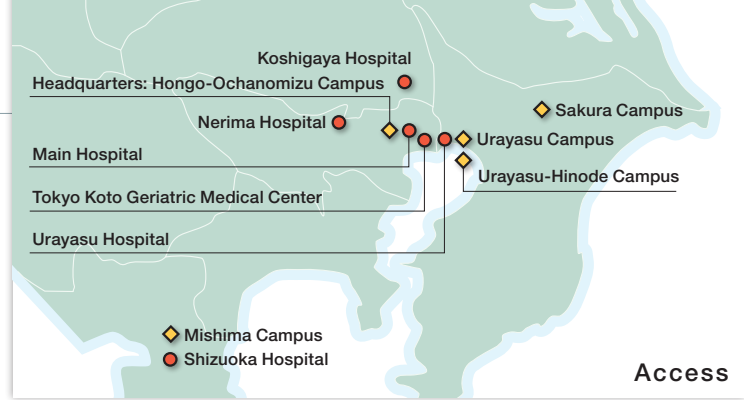 Koshigaya Hospital
Headquarters: Hongo-Ochanomizu Campus
Sakura Campus
Nerima Hospital
Urayasu Campus
Main Hospital
Urayasu-Hinode Campus
Tokyo Koto Geriatric Medical Center
Urayasu Hospital
Mishima Campus
Shizuoka Hospital
Access